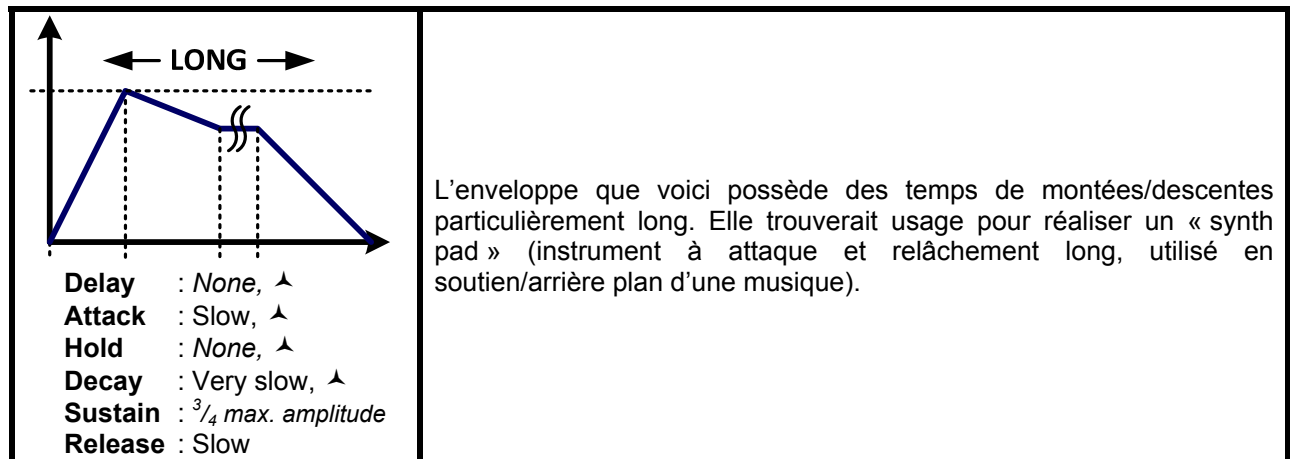 LONG
Delay : None, ⅄
Attack : Slow, ⅄
Hold : None, ⅄
Decay : Very slow, ⅄
Sustain : 3/4 max. amplitude
Release : Slow
L’enveloppe que voici possède des temps de montées/descentes
particulièrement long. Elle trouverait usage pour réaliser un « synth
pad » (instrument à attaque et relâchement long, utilisé en
soutien/arrière plan d’une musique).